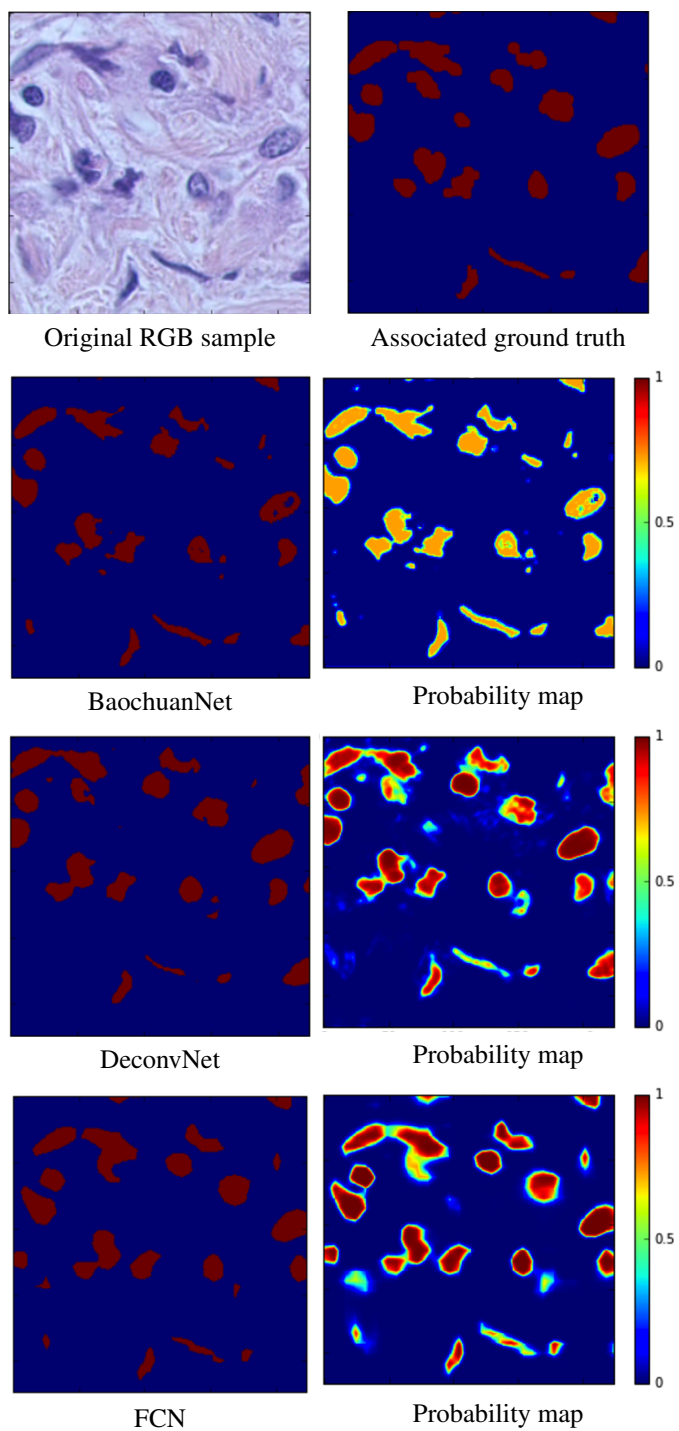 Original RGB sample
Associated ground truth
1
0.5
0
BaochuanNet
Probability map
1
0.5
0
DeconvNet
Probability map
1
0.5
0
FCN
Probability map